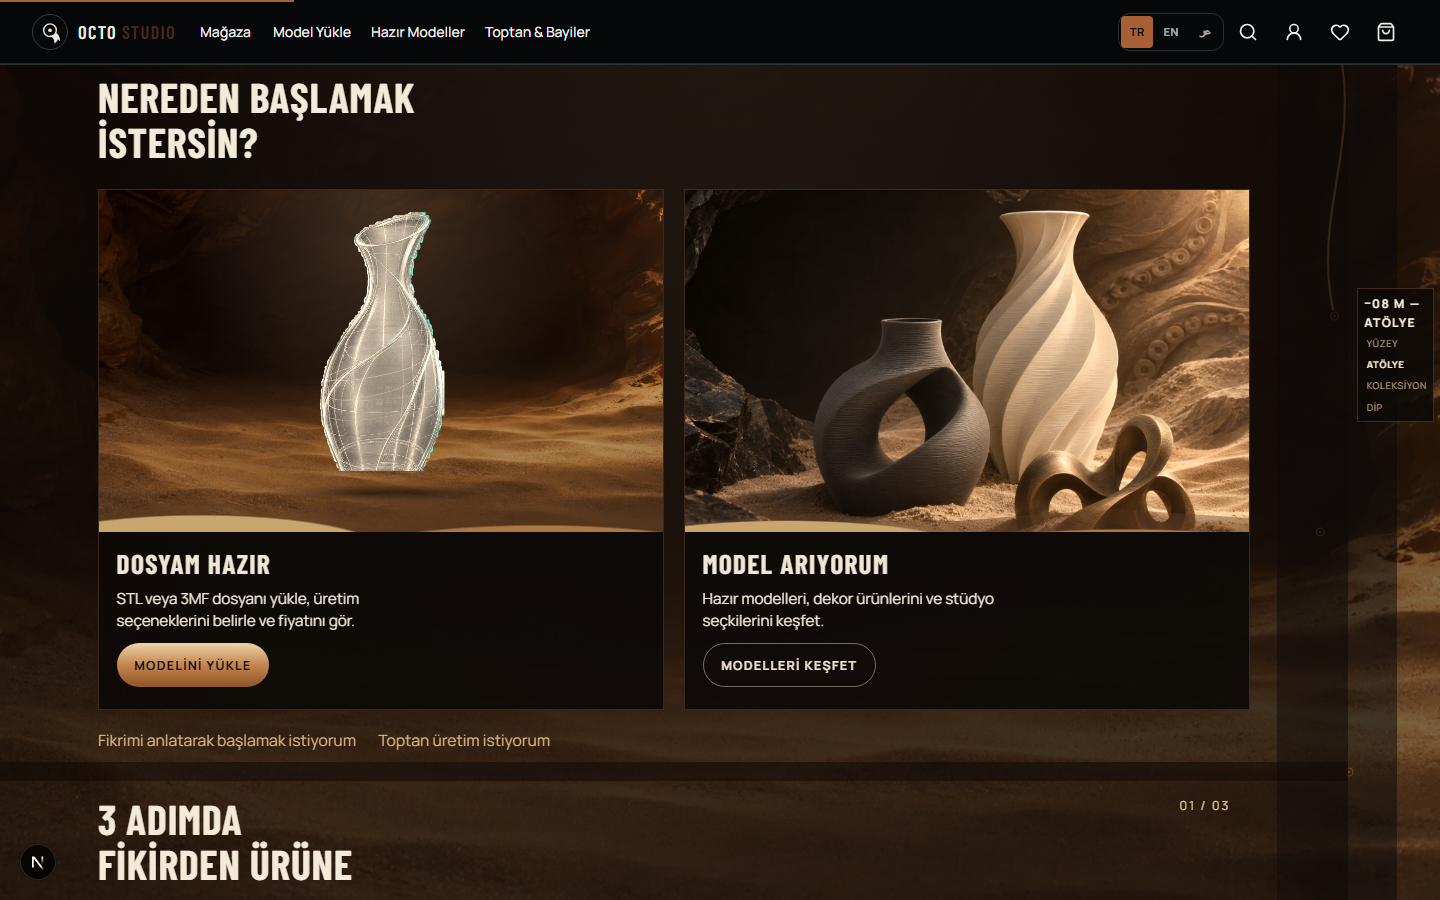 OCTO STUDIO
Mağaza
Model Yükle
Hazır Modeller
Toptan & Bayiler
TR
EN
NEREDEN BAŞLAMAK
İSTERSİN?
−08 M —
ATÖLYE
YÜZEY
ATÖLYE
KOLEKSİYON
DİP
DOSYAM HAZIR
STL veya 3MF dosyanı yükle, üretim
seçeneklerini belirle ve fiyatını gör.
MODELİNİ YÜKLE
MODEL ARIYORUM
Hazır modelleri, dekor ürünlerini ve stüdyo
seçkilerini keşfet.
MODELLERİ KEŞFET
Fikrimi anlatarak başlamak istiyorum
Toptan üretim istiyorum
3 ADIMDA
FİKİRDEN ÜRÜNE
01 / 03
N